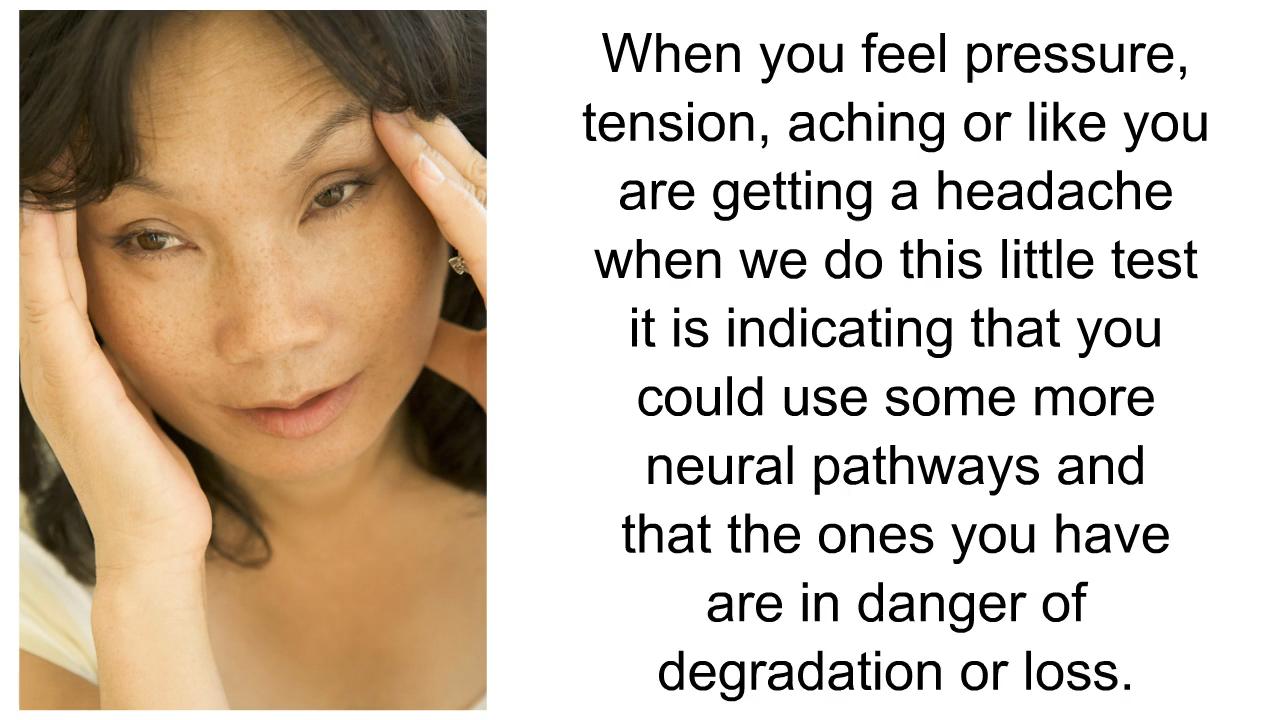 When you feel pressure,
tension, aching or like you
are getting a headache
when we do this little test
it is indicating that you
could use some more
neural pathways and
that the ones you have
are in danger of
degradation or loss.